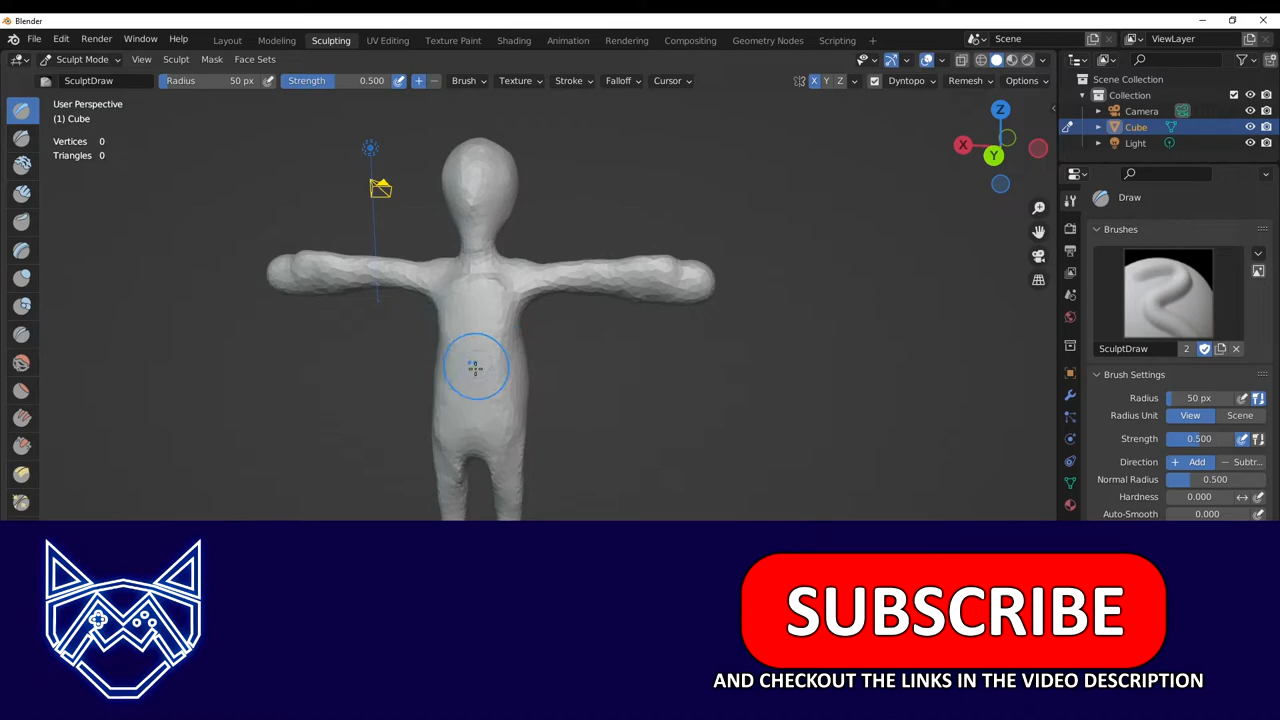 Blender
File Edit Render Window Help Layout Modeling Sculpting UV Editing Texture Paint Shading Animation Rendering Compositing Geometry Nodes Scripting + Scene ViewLayer
Sculpt Mode View Sculpt Mask Face Sets
SculptDraw Radius 50 px Strength 0.500 Brush Texture Stroke Falloff Cursor X Y Z Dyntopo Remesh Options
User Perspective
(1) Cube
Vertices 0
Triangles 0
Z
X
Y
Scene Collection
Collection
Camera
Cube
Light
Draw
Brushes
SculptDraw 2
Brush Settings
Radius 50 px
Radius Unit View Scene
Strength 0.500
Direction + Add − Subtr...
Normal Radius 0.500
Hardness 0.000
Auto-Smooth 0.000
SUBSCRIBE
AND CHECKOUT THE LINKS IN THE VIDEO DESCRIPTION